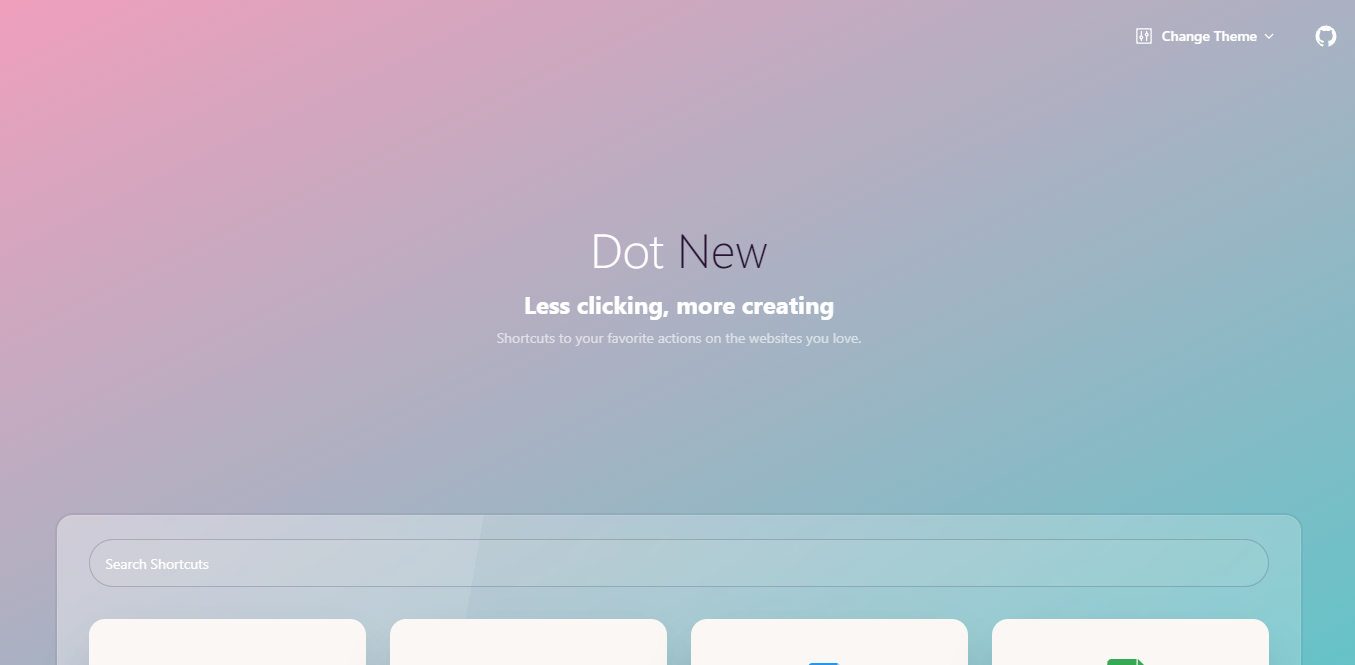 Change Theme
Dot New
Less clicking, more creating
Shortcuts to your favorite actions on the websites you love.
Search Shortcuts